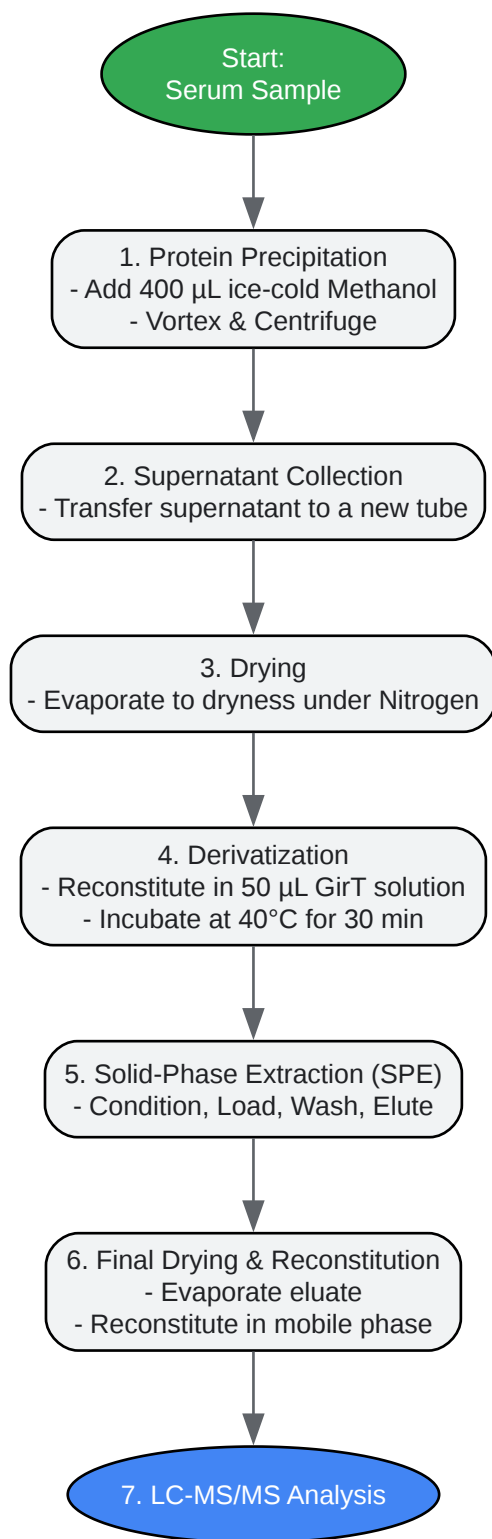 Start:
Serum Sample
1. Protein Precipitation
- Add 400 µL ice-cold Methanol
- Vortex & Centrifuge
2. Supernatant Collection
- Transfer supernatant to a new tube
3. Drying
- Evaporate to dryness under Nitrogen
4. Derivatization
- Reconstitute in 50 µL GirT solution
- Incubate at 40°C for 30 min
5. Solid-Phase Extraction (SPE)
- Condition, Load, Wash, Elute
6. Final Drying & Reconstitution
- Evaporate eluate
- Reconstitute in mobile phase
7. LC-MS/MS Analysis